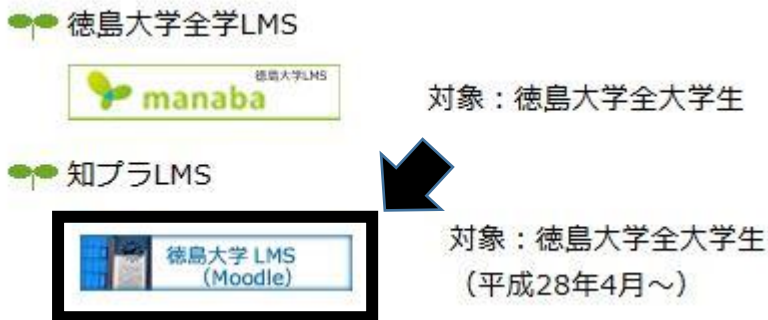 徳島大学全学LMS
徳島大学LMS
manaba
対象：徳島大学全大学生
知プラLMS
徳島大学 LMS
（Moodle）
対象：徳島大学全大学生
（平成28年4月～）